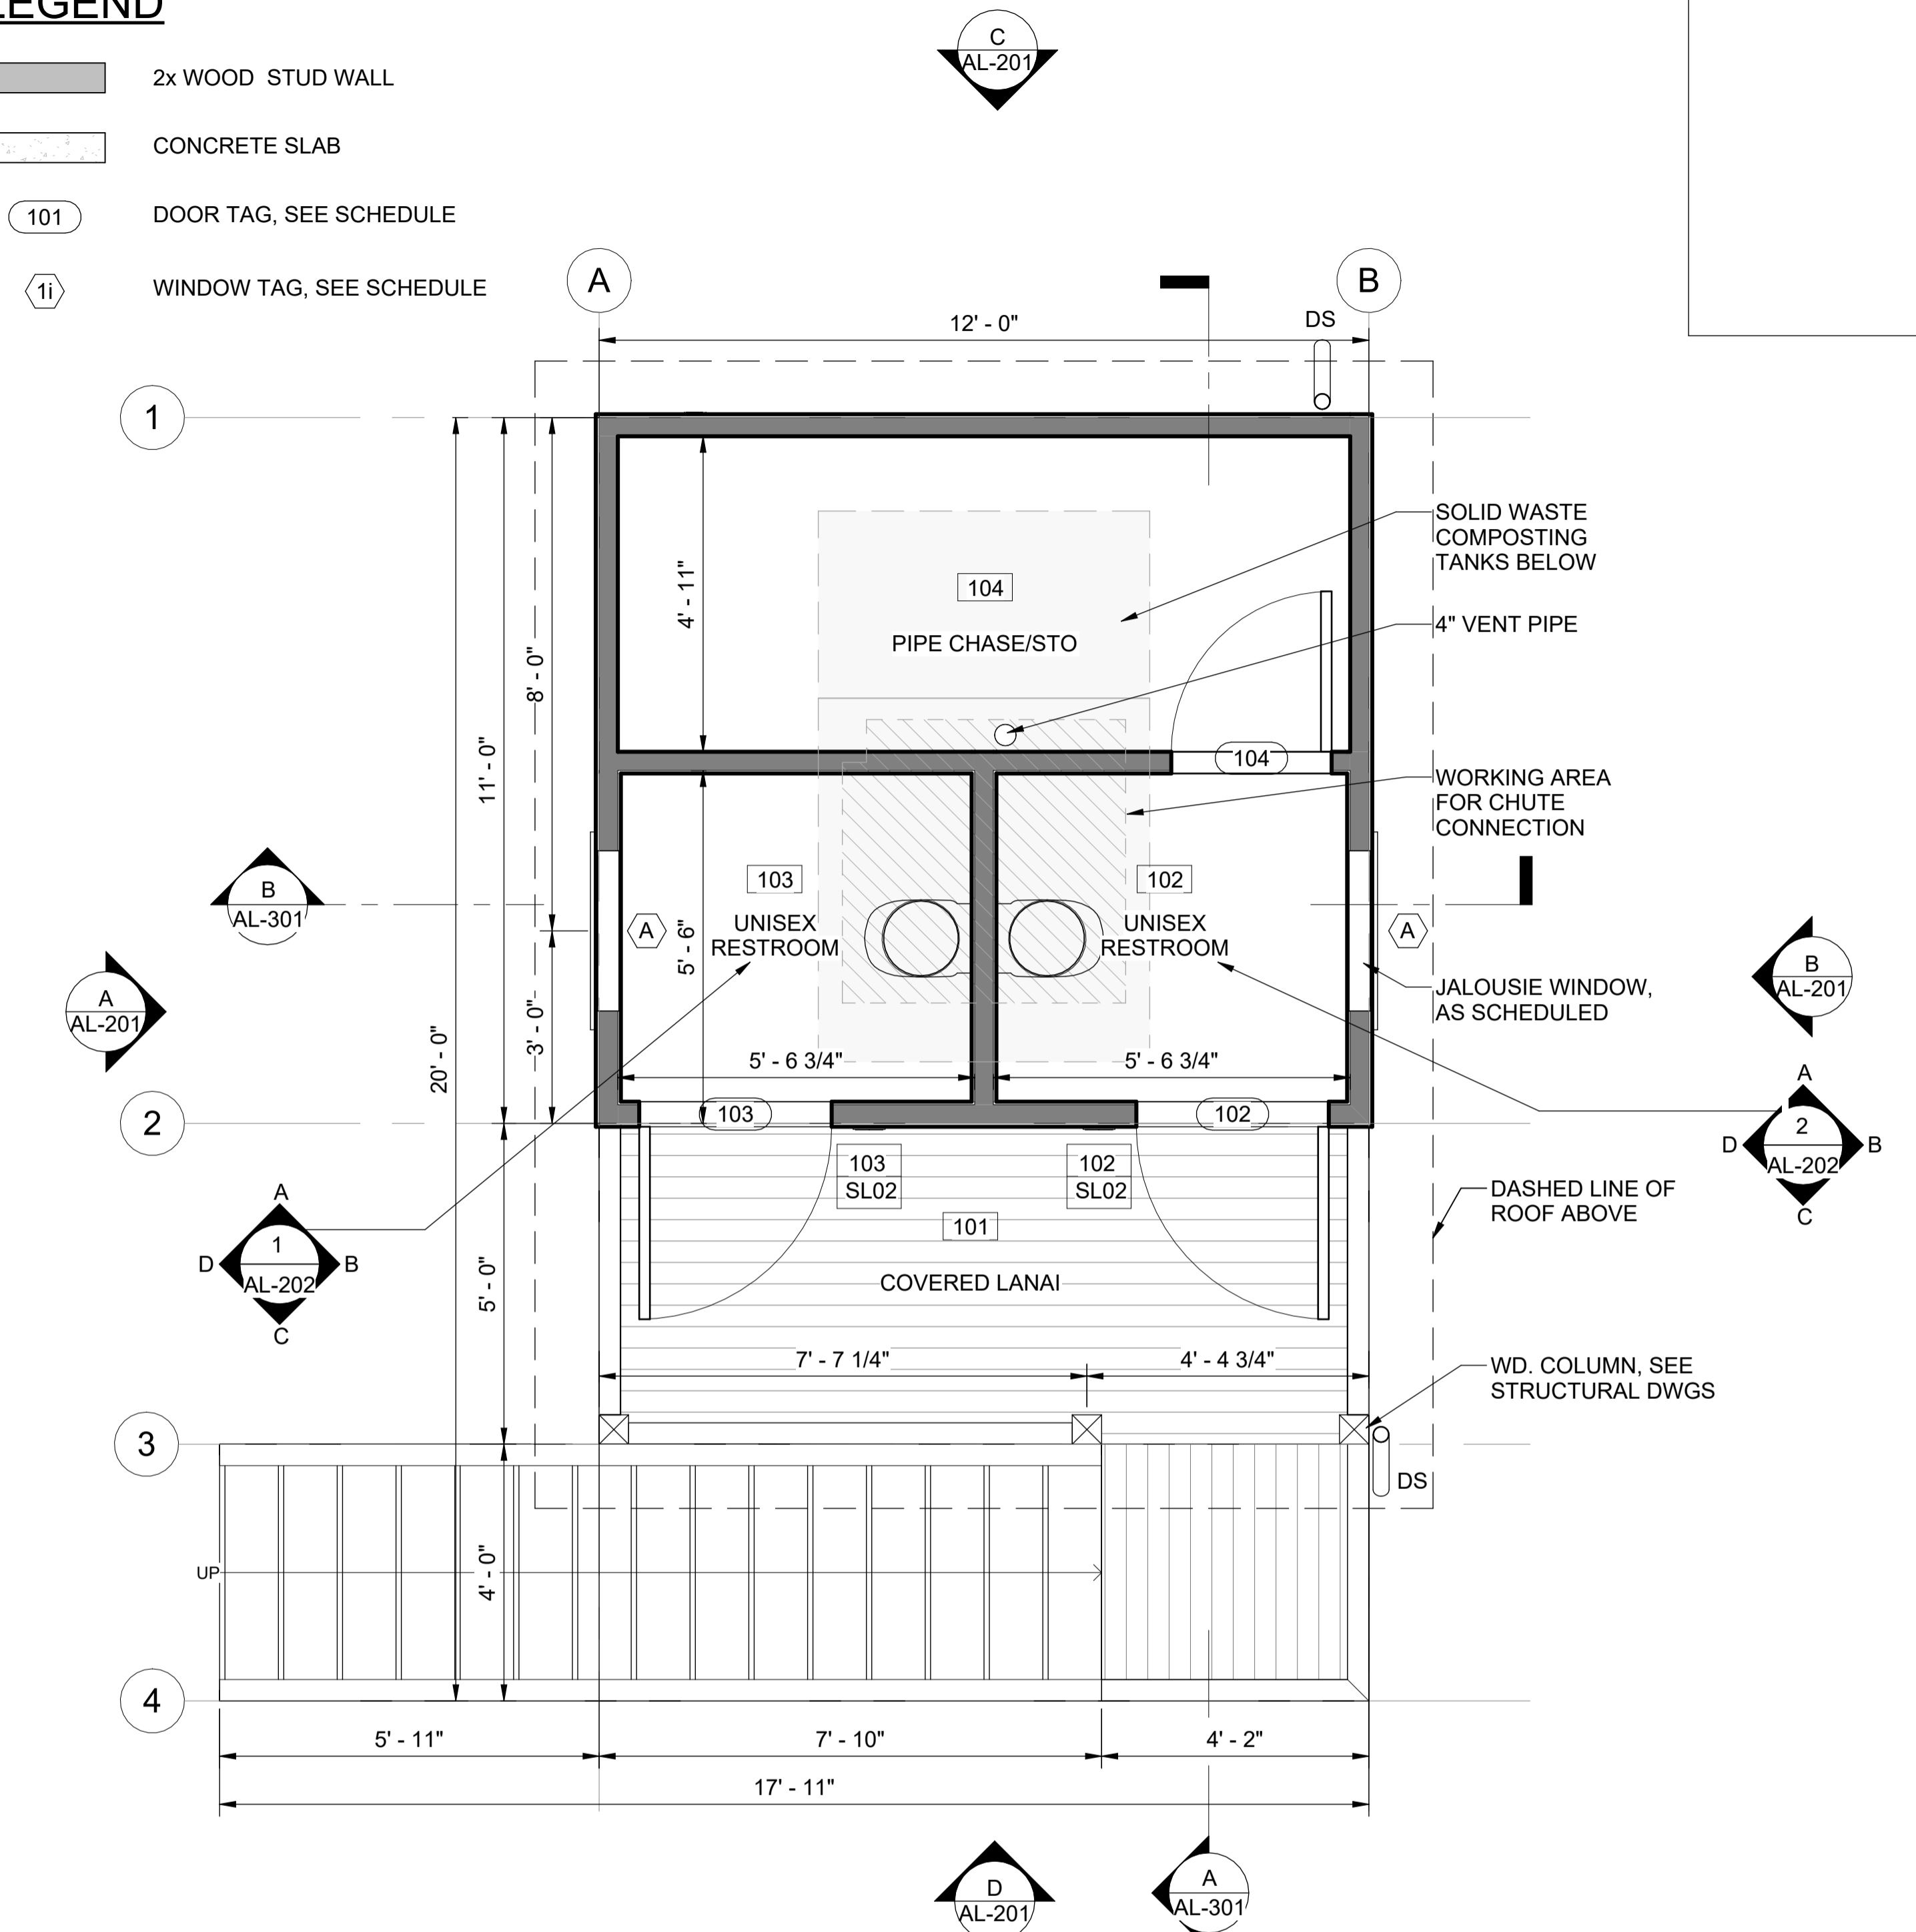 LEGEND
2x WOOD  STUD WALL
CONCRETE SLAB
101
DOOR TAG, SEE SCHEDULE
1i
WINDOW TAG, SEE SCHEDULE
C
AL-201
A
B
12' - 0"
DS
1
SOLID WASTE
COMPOSTING
TANKS BELOW
4' - 11"
104
PIPE CHASE/STO
4" VENT PIPE
8' - 0"
11' - 0"
104
WORKING AREA
FOR CHUTE
CONNECTION
B
AL-301
103
UNISEX
RESTROOM
102
UNISEX
RESTROOM
A
A
5' - 6"
JALOUSIE WINDOW,
AS SCHEDULED
A
AL-201
B
AL-201
3' - 0"
20' - 0"
5' - 6 3/4"
5' - 6 3/4"
2
103
102
A
D
2
B
AL-202
C
103
SL02
102
SL02
101
COVERED LANAI
DASHED LINE OF
ROOF ABOVE
A
D
1
B
AL-202
C
5' - 0"
7' - 7 1/4"
4' - 4 3/4"
WD. COLUMN, SEE
STRUCTURAL DWGS
3
DS
UP
4' - 0"
4
5' - 11"
7' - 10"
4' - 2"
17' - 11"
D
AL-201
A
AL-301